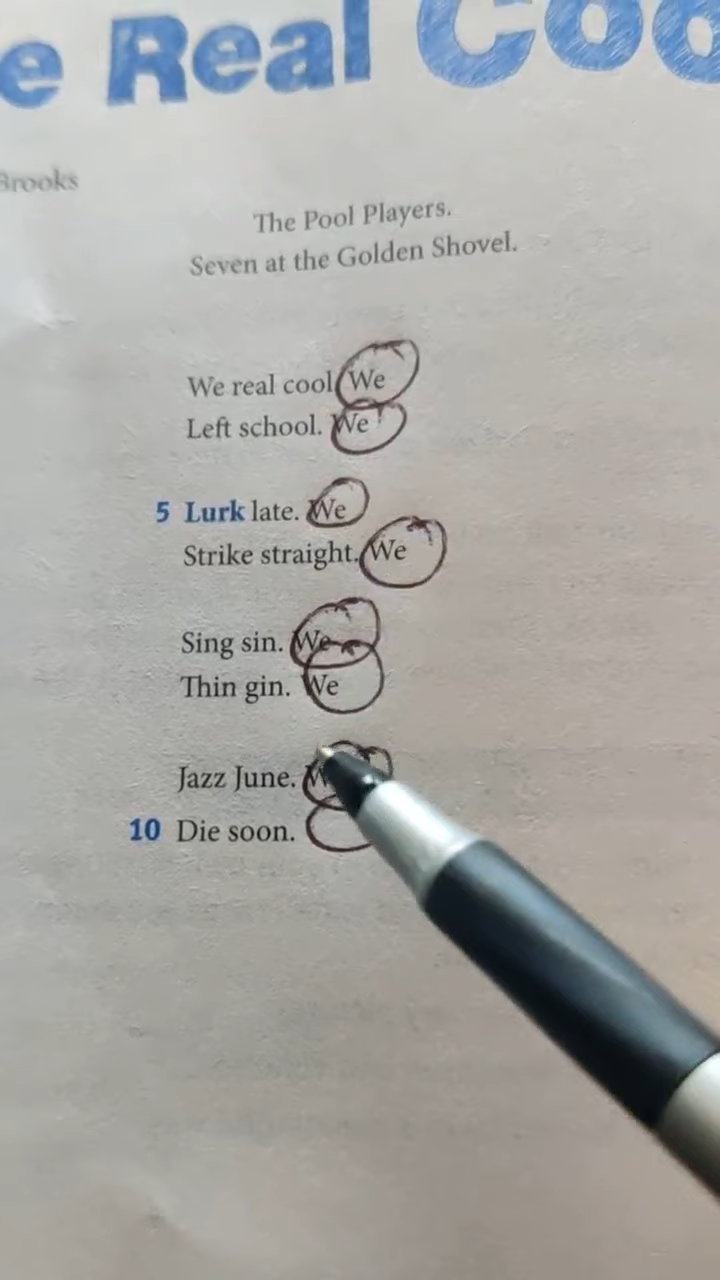 e Real Coo
Brooks
The Pool Players.
Seven at the Golden Shovel.
We real cool We
Left school. We
5 Lurk late. We
Strike straight. We
Sing sin. We
Thin gin. We
Jazz June. W
10 Die soon.